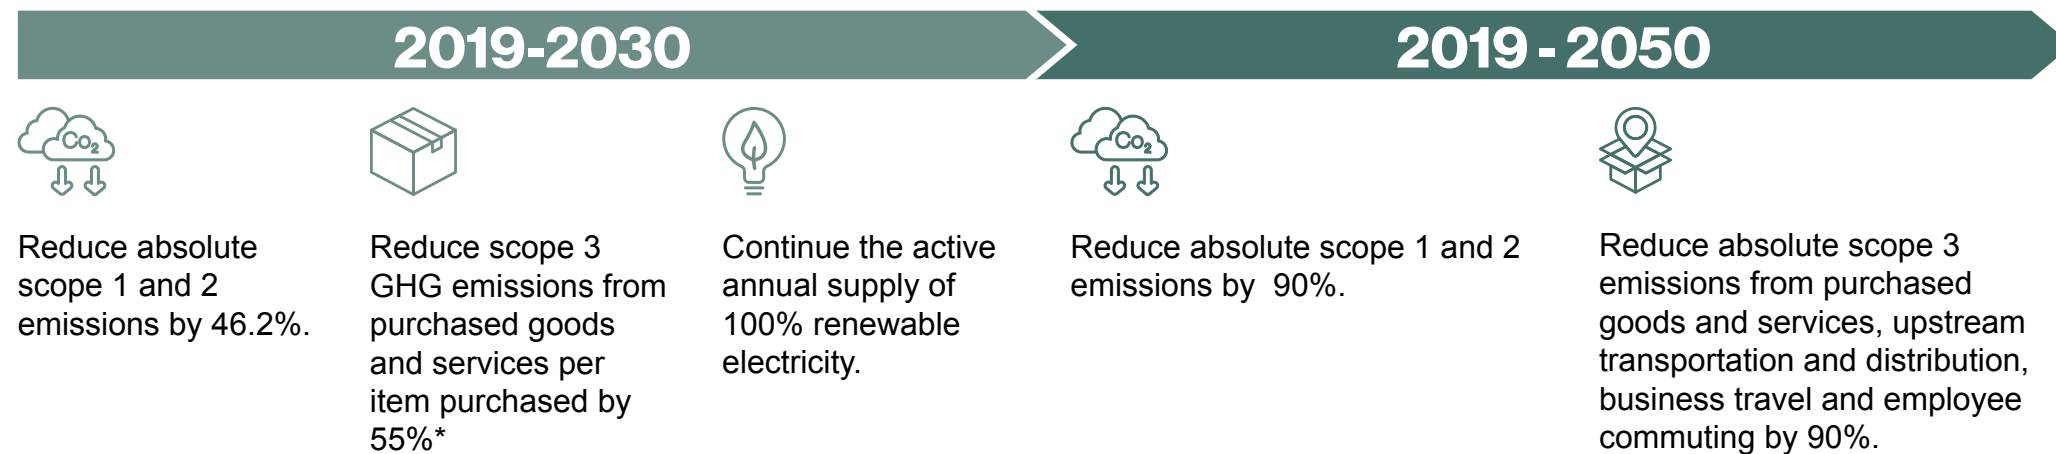 2019-2030
2019 - 2050
Co2
Reduce absolute
scope 1 and 2
emissions by 46.2%.
Reduce scope 3
GHG emissions from
purchased goods
and services per
item purchased by
55%*
Continue the active
annual supply of
100% renewable
electricity.
Co2
Reduce absolute scope 1 and 2
emissions by  90%.
Reduce absolute scope 3
emissions from purchased
goods and services, upstream
transportation and distribution,
business travel and employee
commuting by 90%.